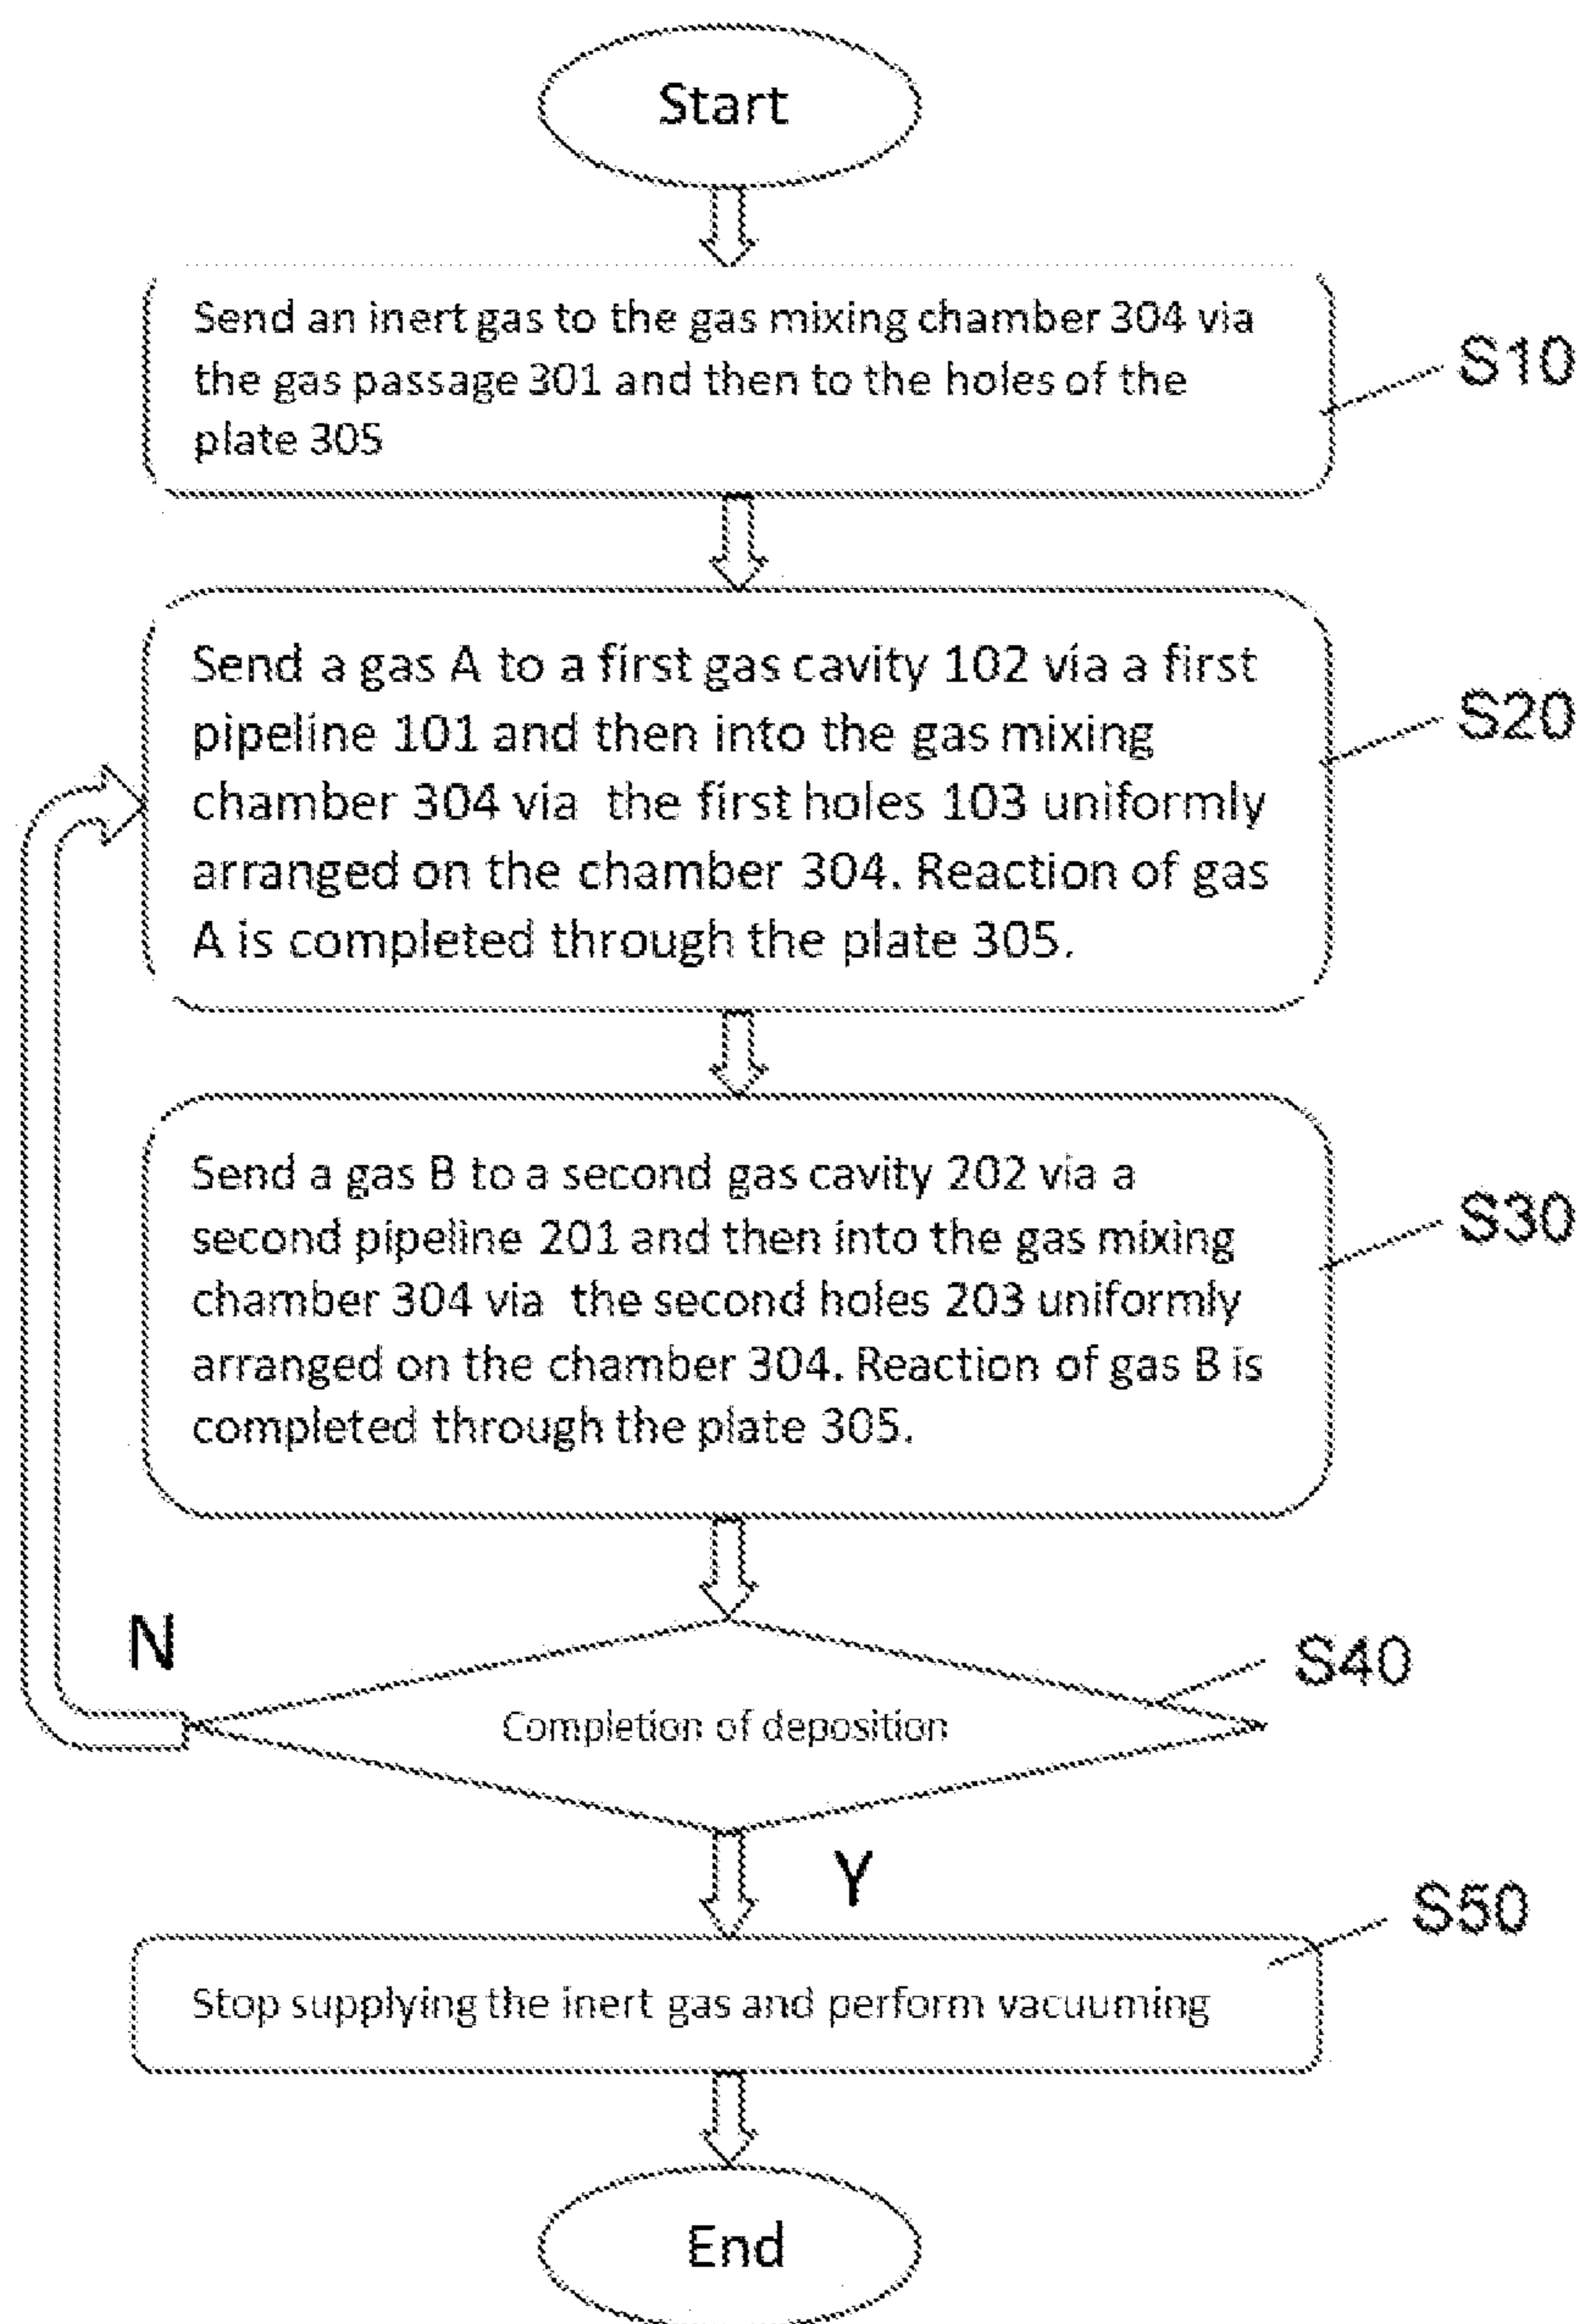 Start
Send an inert gas to the gas mixing chamber 304 via
the gas passage 301 and then to the holes of the
plate 305
S10
Send a gas A to a first gas cavity 102 via a first
pipeline 101 and then into the gas mixing
chamber 304 via the first holes 103 uniformly
arranged on the chamber 304. Reaction of gas
A is completed through the plate 305.
S20
Send a gas B to a second gas cavity 202 via a
second pipeline 201 and then into the gas mixing
chamber 304 via the second holes 203 uniformly
arranged on the chamber 304. Reaction of gas B is
completed through the plate 305.
S30
N
Completion of deposition
S40
Y
Stop supplying the inert gas and perform vacuuming
S50
End